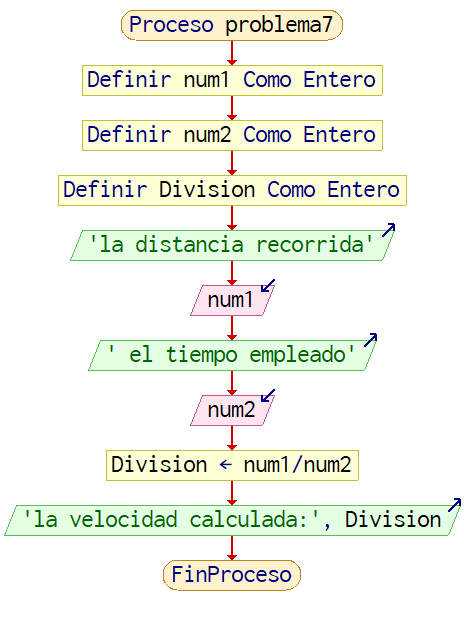 Proceso problema7
Definir num1 Como Entero
Definir num2 Como Entero
Definir Division Como Entero
'la distancia recorrida'
num1
' el tiempo empleado'
num2
Division ← num1/num2
'la velocidad calculada:', Division
FinProceso